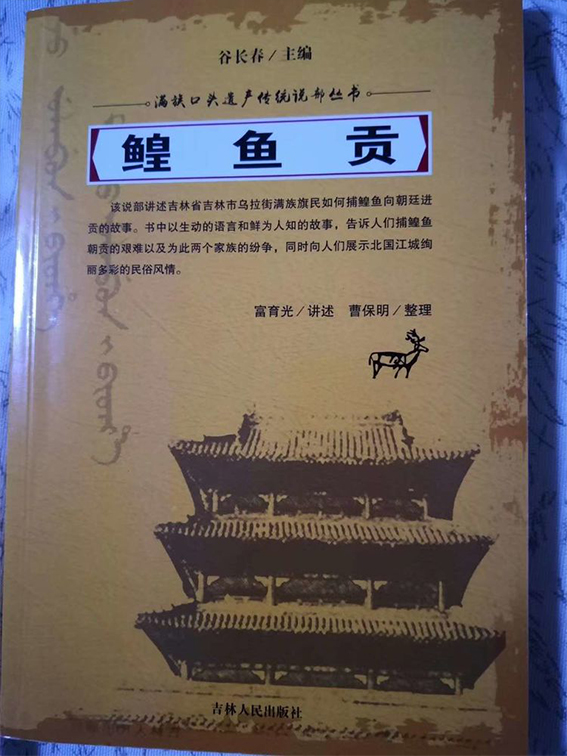 谷长春/主编
满族口头遗产传统说部丛书
鳇鱼贡
该说部讲述吉林省吉林市乌拉街满族旗民如何捕鳇鱼向朝廷进
贡的故事。书中以生动的语言和鲜为人知的故事，告诉人们捕鳇鱼
朝贡的艰难以及为此两个家族的纷争，同时向人们展示北国江城绚
丽多彩的民俗风情。
富育光/讲述 曹保明/整理
吉林人民出版社